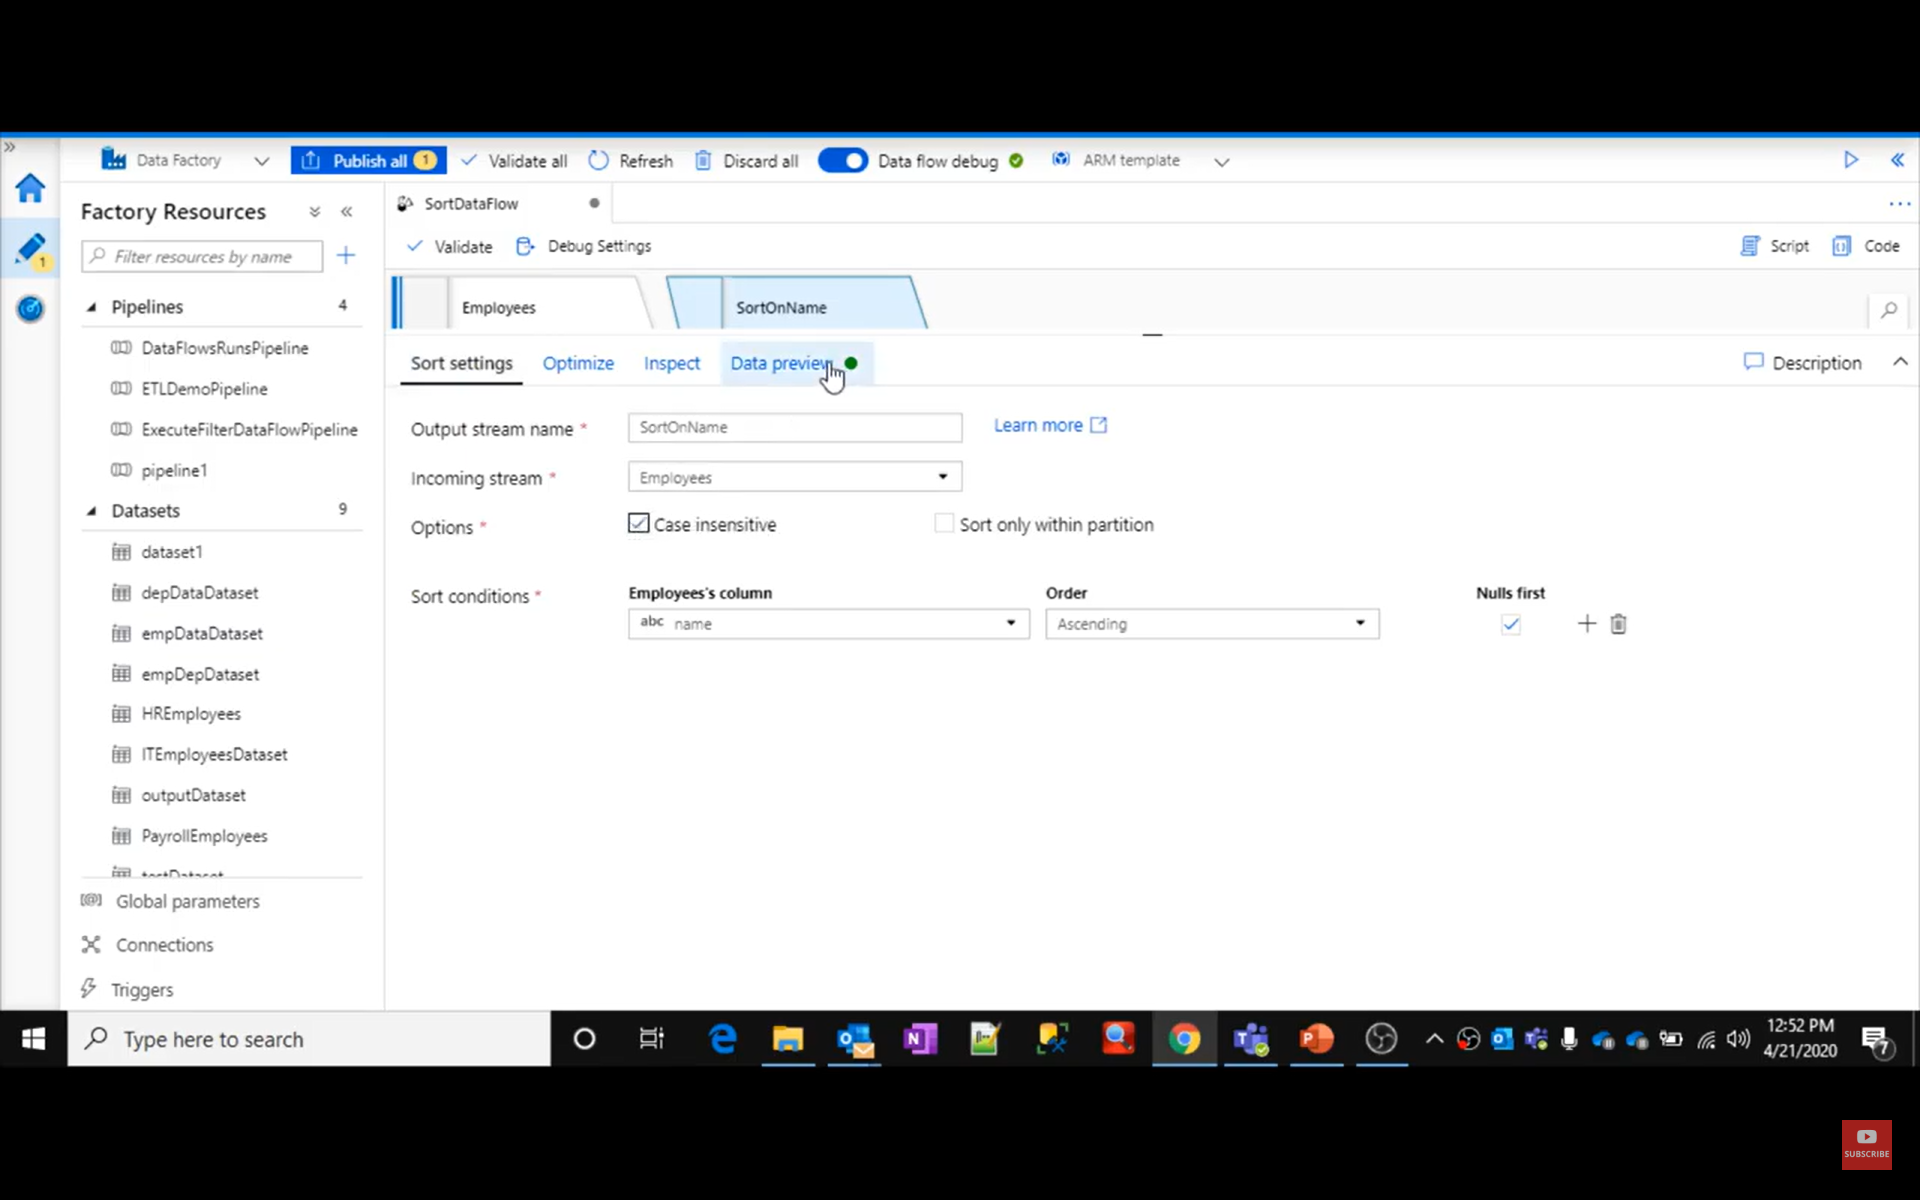 Data Factory
Publish all 1
Validate all
Refresh
Discard all
Data flow debug
ARM template
Factory Resources
SortDataFlow
Filter resources by name
Validate
Debug Settings
Script
Code
1
Pipelines 4
Employees
SortOnName
DataFlowsRunsPipeline
ETLDemoPipeline
ExecuteFilterDataFlowPipeline
pipeline1
Sort settings
Optimize
Inspect
Data preview
Description
Output stream name *
SortOnName
Learn more
Incoming stream *
Employees
Options *
Case insensitive
Sort only within partition
Sort conditions *
Employees's column
Order
Nulls first
abc name
Ascending
Datasets 9
dataset1
depDataDataset
empDataDataset
empDepDataset
HREmployees
ITEmployeesDataset
outputDataset
PayrollEmployees
testDataset
Global parameters
Connections
Triggers
Type here to search
12:52 PM
4/21/2020
7
SUBSCRIBE